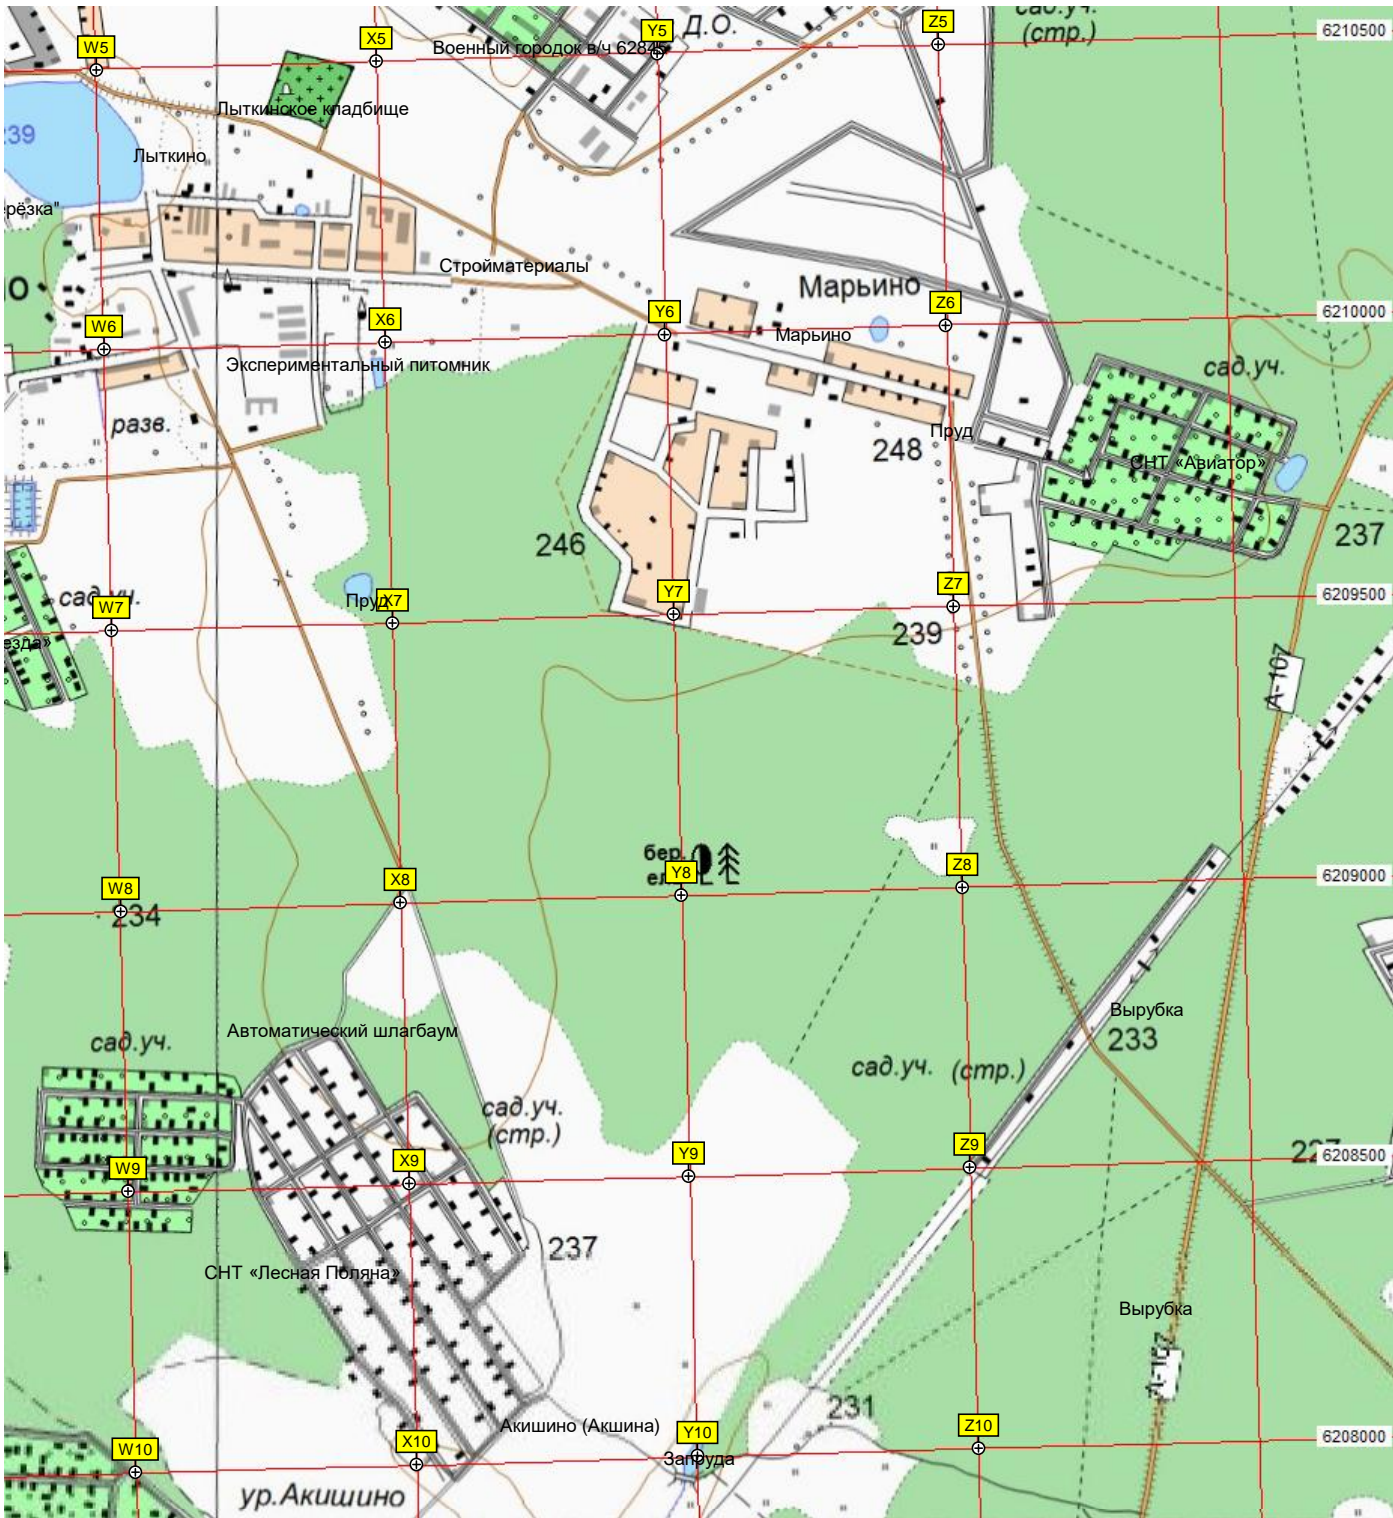 сад.уч.
(стр.)
Z5
Y5
Д.О.
6210500
W5
X5
Военный городок в/ч 62845
Лыткинское кладбище
239
Лыткино
ерёзка"
Стройматериалы
Марьино
Z6
Y6
6210000
X6
W6
Марьино
Экспериментальный питомник
сад.уч.
разв.
Пруд
248
СНТ «Авиатор»
246
237
Z7
Y7
6209500
сад.уч.
W7
Пруд
X7
239
езда»
А-107
бер.
Y8
Z8
6209000
X8
W8
234
Вырубка
Автоматический шлагбаум
сад.уч.
233
сад.уч. (стр.)
сад.уч.
(стр.)
Z9
Y9
227
6208500
X9
W9
237
СНТ «Лесная Поляна»
Вырубка
А-107
231
Акишино (Акшина)
Z10
Y10
6208000
X10
W10
Запруда
ур.Акишино